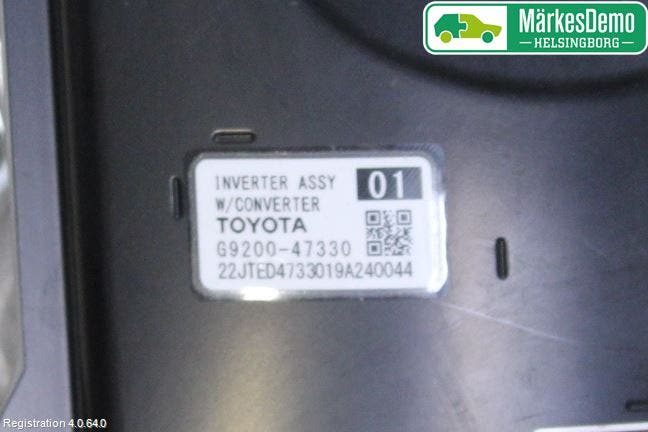 MärkesDemo
HELSINGBORG
INVERTER ASSY 01
W/CONVERTER
TOYOTA
G9200-47330
22JTED4733019A240044
Registration 4.0.64.0